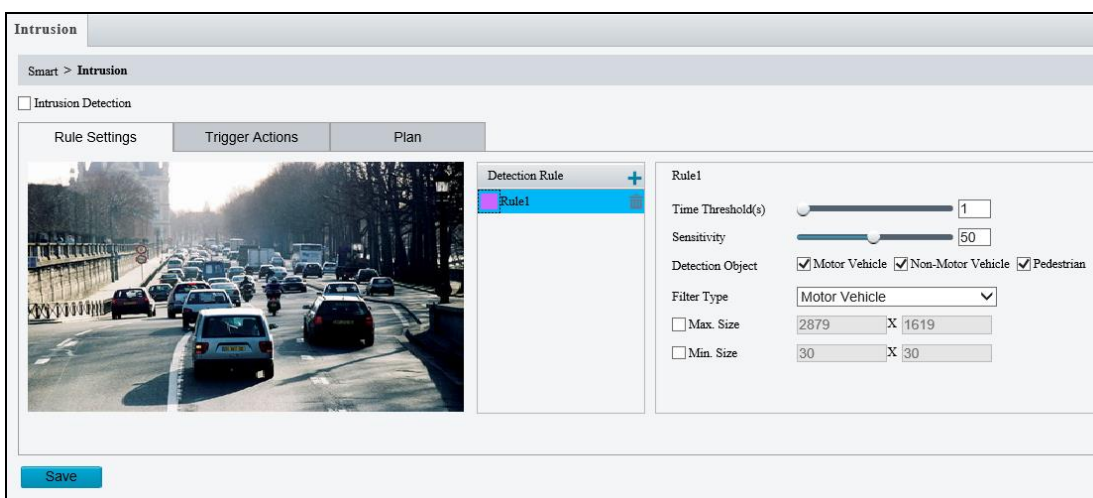 Intrusion
Smart > Intrusion
Intrusion Detection
Rule Settings Trigger Actions Plan
Detection Rule +
Rule1
Rule1
Time Threshold(s) 1
Sensitivity 50
Detection Object Motor Vehicle Non-Motor Vehicle Pedestrian
Filter Type Motor Vehicle
Max. Size 2879 X 1619
Min. Size 30 X 30
Save